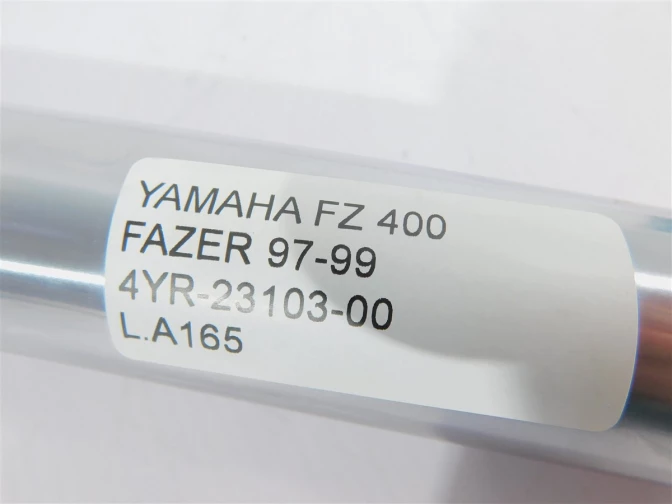 YAMAHA FZ 400
FAZER 97-99
4YR-23103-00
L.A165